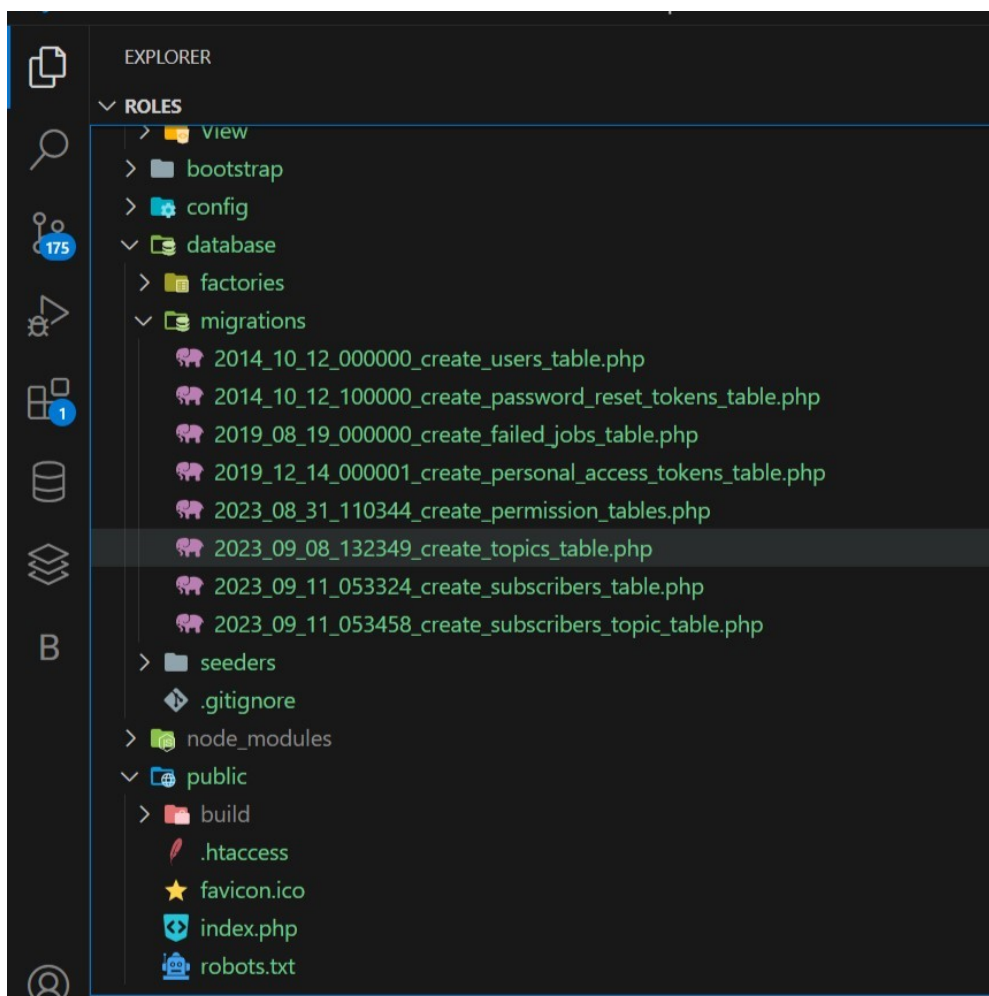 EXPLORER
ROLES
View
bootstrap
config
175
database
factories
migrations
2014_10_12_000000_create_users_table.php
2014_10_12_100000_create_password_reset_tokens_table.php
1
2019_08_19_000000_create_failed_jobs_table.php
2019_12_14_000001_create_personal_access_tokens_table.php
2023_08_31_110344_create_permission_tables.php
2023_09_08_132349_create_topics_table.php
2023_09_11_053324_create_subscribers_table.php
2023_09_11_053458_create_subscribers_topic_table.php
B
seeders
.gitignore
node_modules
public
build
.htaccess
favicon.ico
index.php
robots.txt